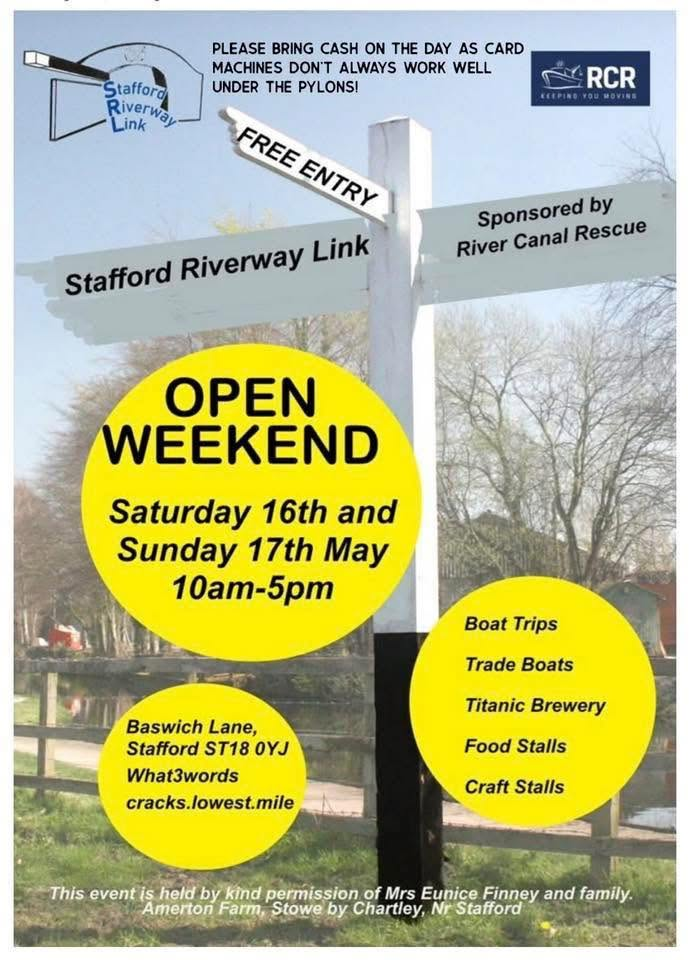 PLEASE BRING CASH ON THE DAY AS CARD
MACHINES DON'T ALWAYS WORK WELL
UNDER THE PYLONS!
Stafford
Riverway
Link
RCR
KEEPING YOU MOVING
FREE ENTRY
Stafford Riverway Link
Sponsored by
River Canal Rescue
OPEN
WEEKEND
Saturday 16th and
Sunday 17th May
10am-5pm
Boat Trips
Trade Boats
Titanic Brewery
Food Stalls
Craft Stalls
Baswich Lane,
Stafford ST18 0YJ
What3words
cracks.lowest.mile
This event is held by kind permission of Mrs Eunice Finney and family.
Amerton Farm, Stowe by Chartley, Nr Stafford